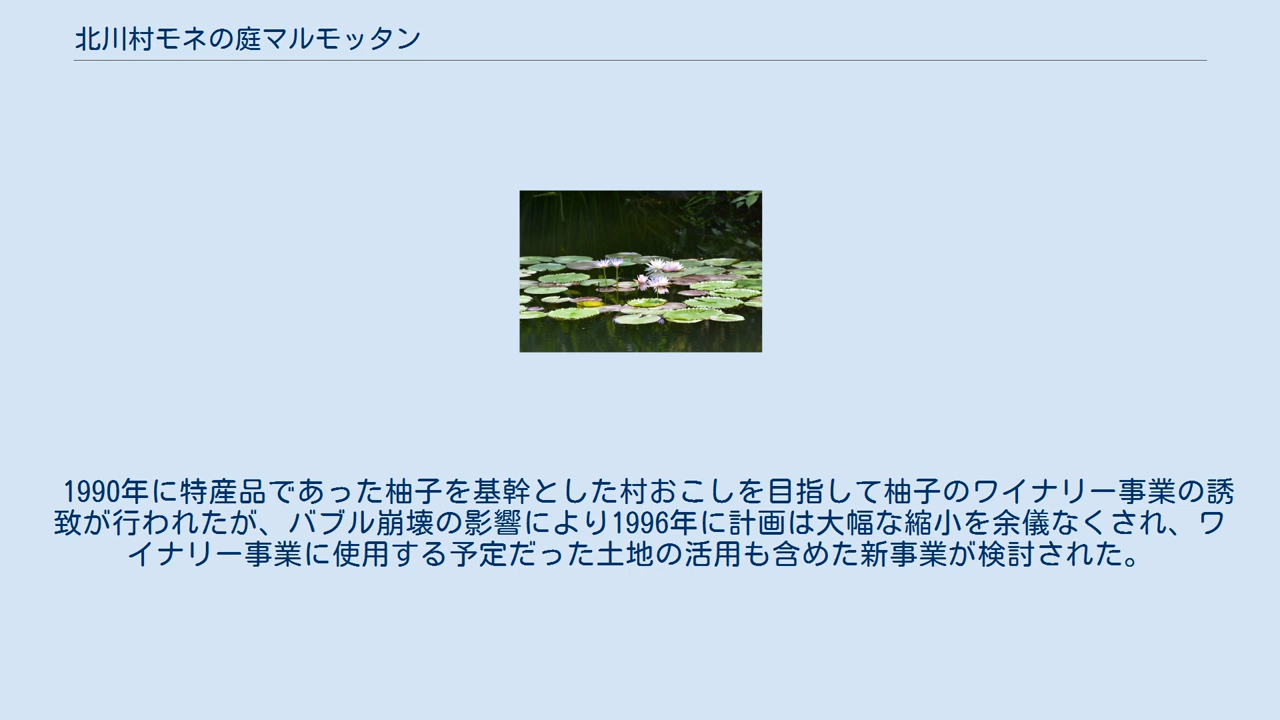 北川村モネの庭マルモッタン
1990年に特産品であった柚子を基幹とした村おこしを目指して柚子のワイナリー事業の誘
致が行われたが、バブル崩壊の影響により1996年に計画は大幅な縮小を余儀なくされ、ワ
イナリー事業に使用する予定だった土地の活用も含めた新事業が検討された。